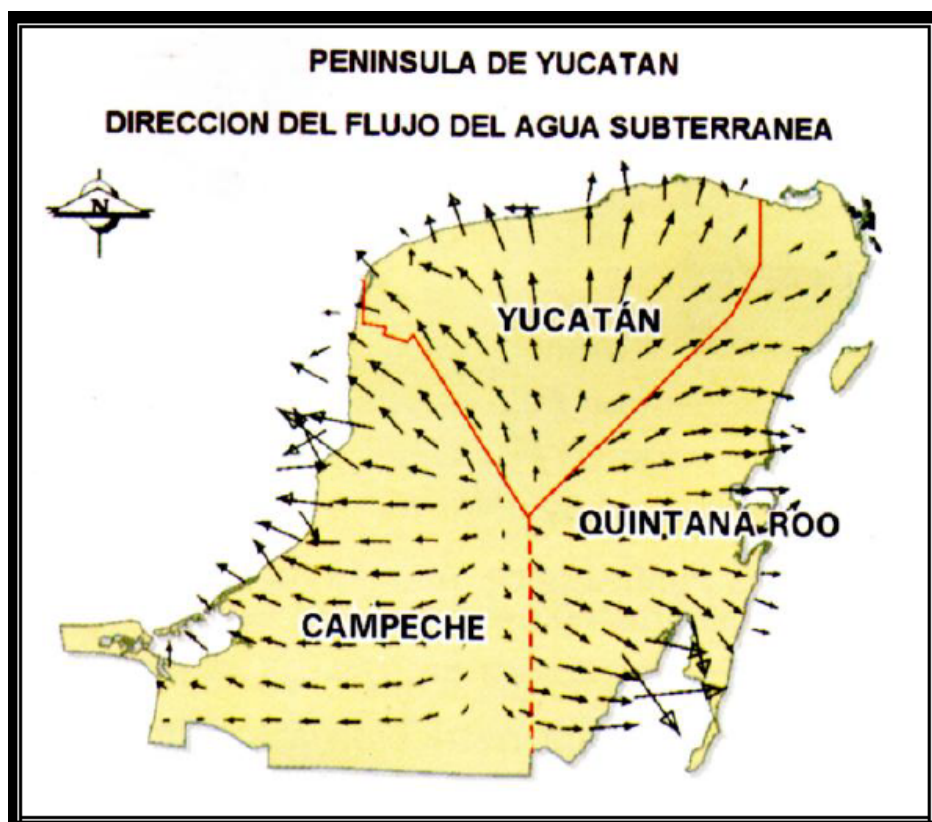 PENINSULA DE YUCATAN
DIRECCION DEL FLUJO DEL AGUA SUBTERRANEA
N
YUCATÁN
QUINTANA ROO
CAMPECHE